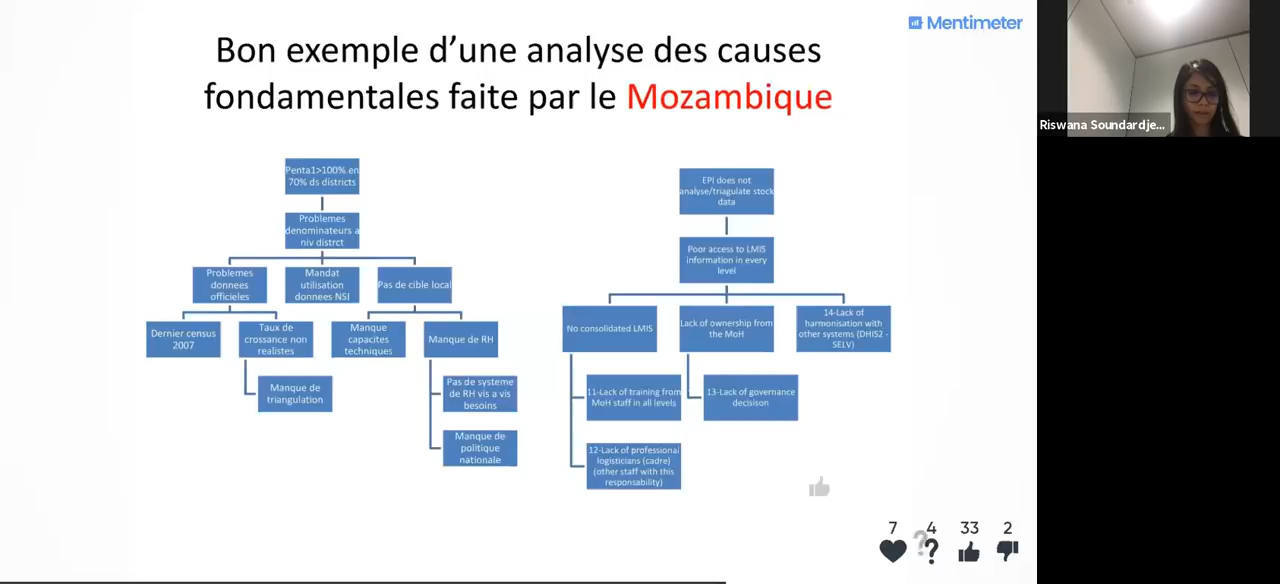 Mentimeter
Bon exemple d’une analyse des causes
fondamentales faite par le Mozambique
Riswana Soundardje...
Penta1>100% en
70% ds districts
Problemes
denominateurs a
niv distrct
Problemes
donnees
officieles
Mandat
utilisation
donnees NSI
Pas de cible local
Dernier census
2007
Taux de
crossance non
realistes
Manque
capacites
techniques
Manque de RH
Manque de
triangulation
Pas de systeme
de RH vis a vis
besoins
Manque de
politique
nationale
EPI does not
analyse/triagulate stock
data
Poor access to LMIS
information in every
level
No consolidated LMIS
Lack of ownership from
the MoH
14-Lack of
harmonisation with
other systems (DHIS2 -
SELV)
11-Lack of training from
MoH staff in all levels
13-Lack of governance
decisison
12-Lack of professional
logisticians (cadre)
(other staff with this
responsability)
7 4 33 2